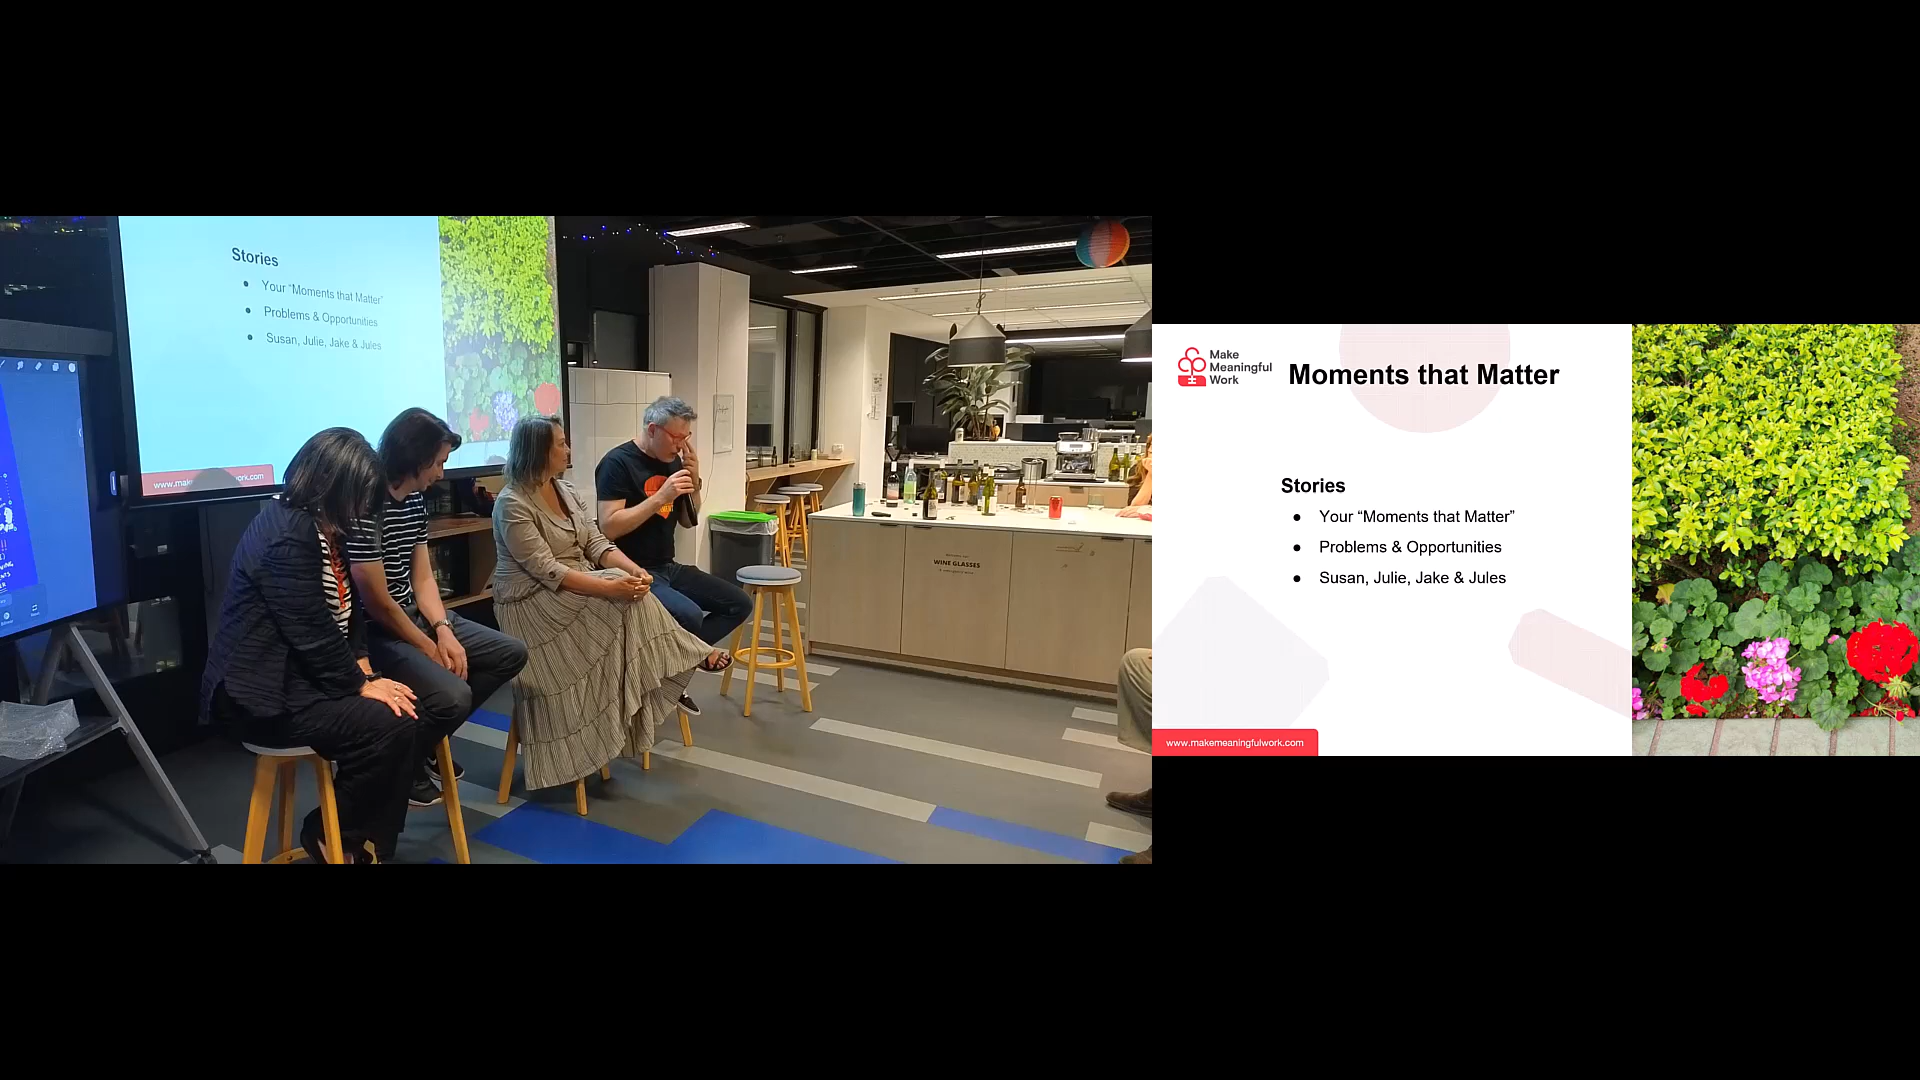 Stories
Your “Moments that Matter”
Problems & Opportunities
Susan, Julie, Jake & Jules
WINE GLASSES
Make
Meaningful
Work
Moments that Matter
Stories
● Your “Moments that Matter”
● Problems & Opportunities
● Susan, Julie, Jake & Jules
www.makemeaningfulwork.com